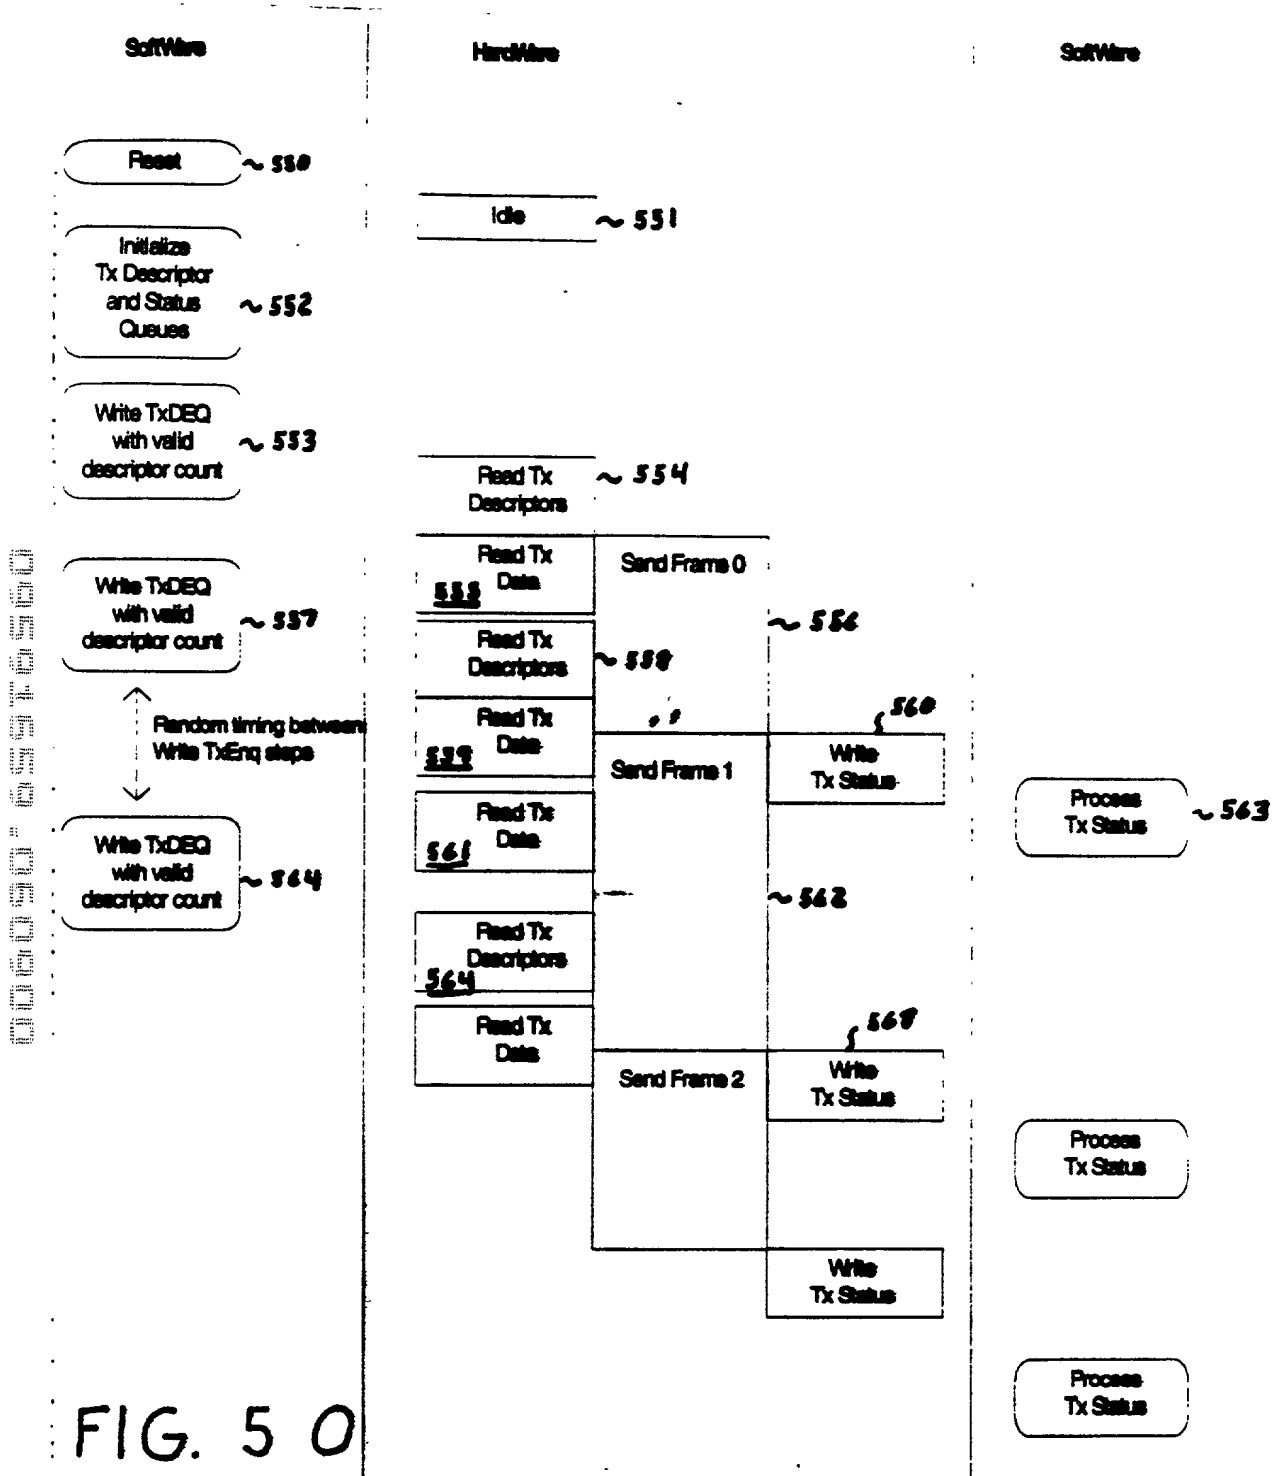 SoftWare
HardWare
SoftWare
Reset
~ 550
Idle
~ 551
Initialize
Tx Descriptor
and Status
Queues
~ 552
Write TxDEQ
with valid
descriptor count
~ 553
Read Tx
Descriptors
~ 554
Read Tx
Data
555
Send Frame 0
~ 556
Write TxDEQ
with valid
descriptor count
~ 557
Read Tx
Descriptors
~ 558
Random timing between
Write TxEnq steps
Read Tx
Data
559
Send Frame 1
560
Write
Tx Status
Process
Tx Status
~ 563
Read Tx
Data
561
~ 562
Write TxDEQ
with valid
descriptor count
~ 564
Read Tx
Descriptors
564
Read Tx
Data
Send Frame 2
Write
Tx Status
Process
Tx Status
Write
Tx Status
Process
Tx Status
FIG. 50